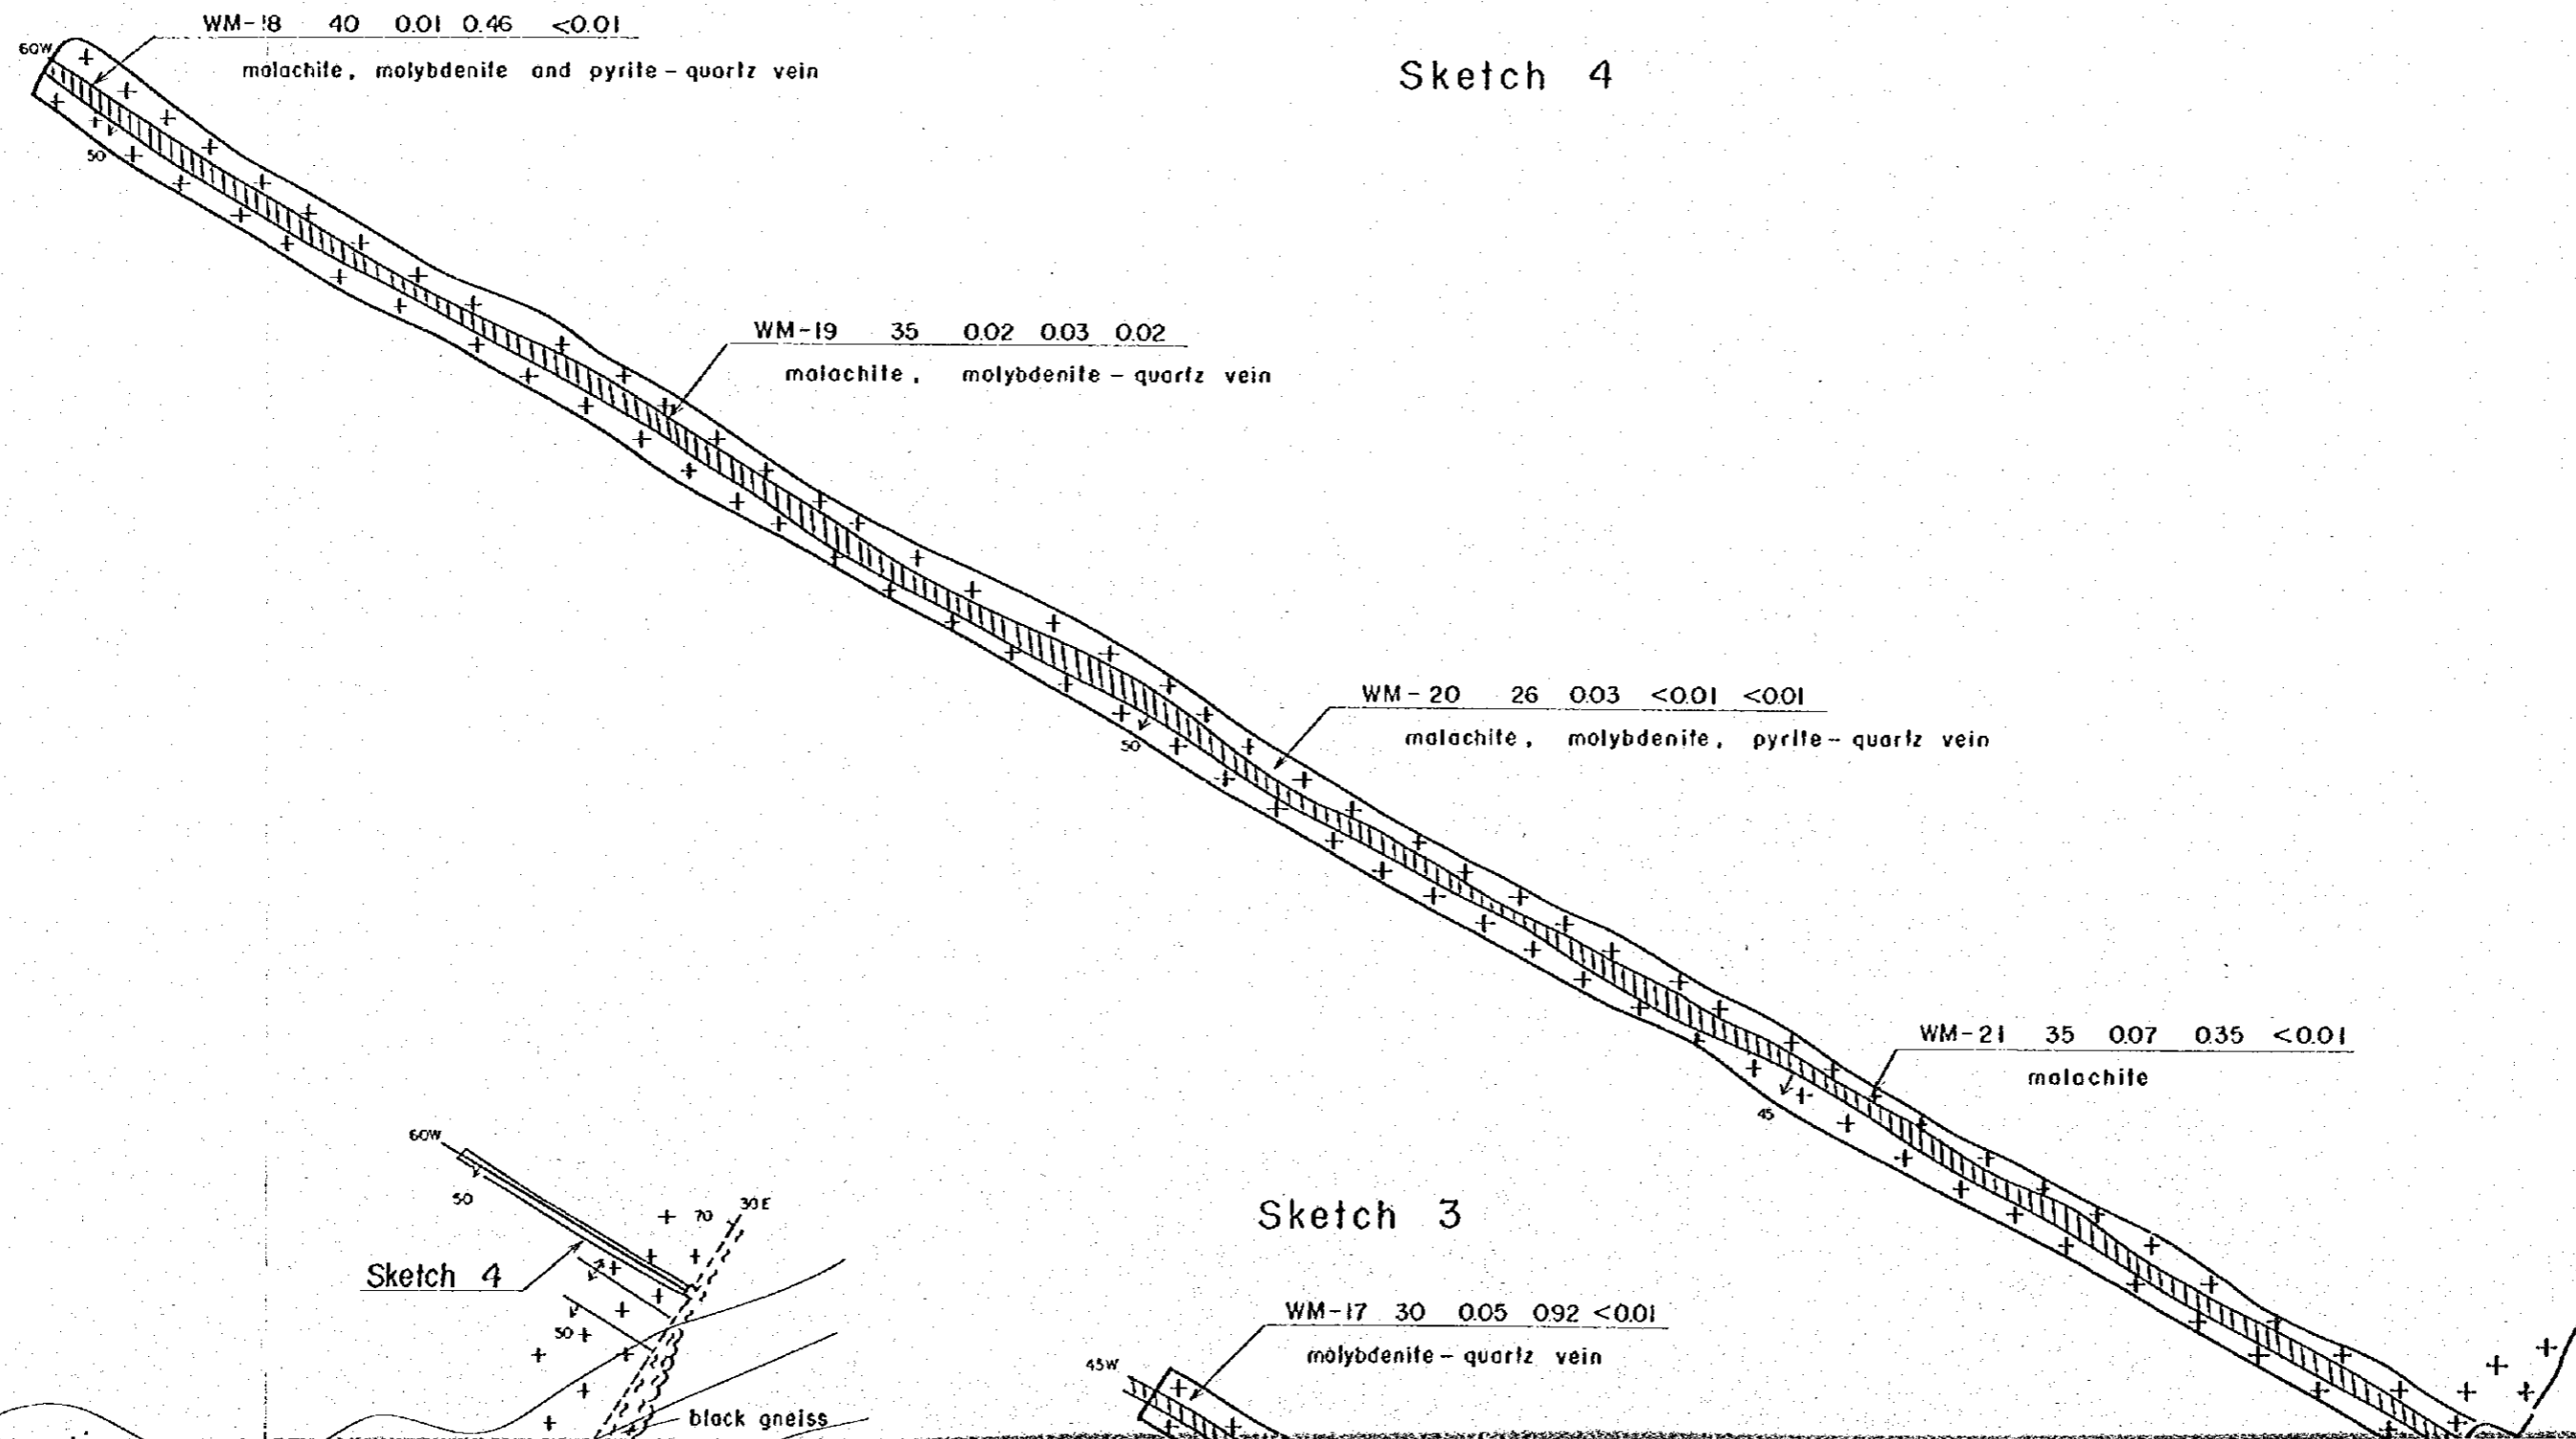 WM-18 40 0.01 0.46 <0.01
60W
malachite, molybdenite and pyrite-quartz vein
Sketch 4
50
WM-19 35 0.02 0.03 0.02
malachite, molybdenite-quartz vein
WM-20 26 0.03 <0.01 <0.01
50
malachite, molybdenite, pyrite-quartz vein
WM-21 35 0.07 0.35 <0.01
malachite
45
60W
50
70 30E
Sketch 3
Sketch 4
50
WM-17 30 0.05 0.92 <0.01
45W
molybdenite-quartz vein
black gneiss